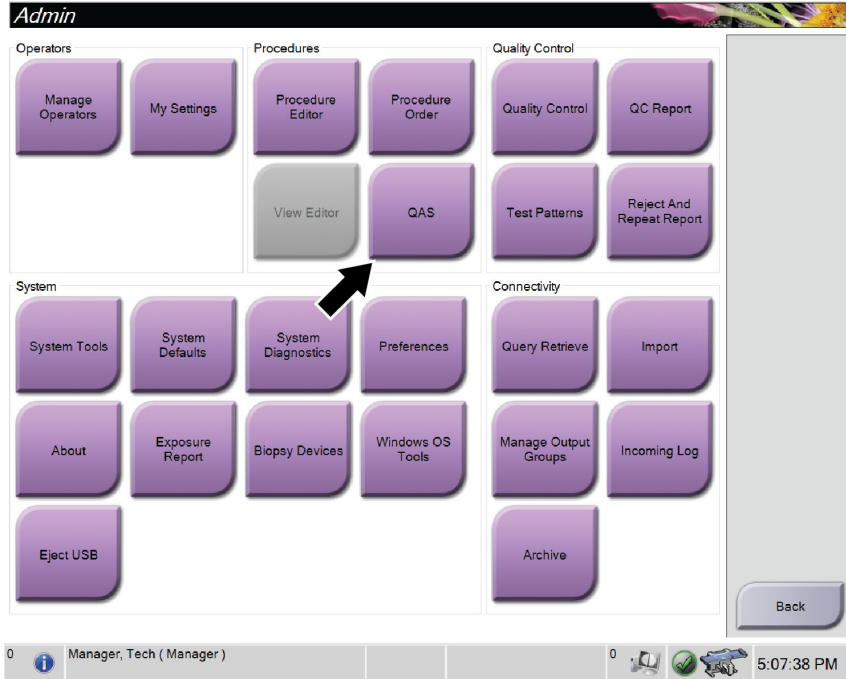 Admin
Operators
Manage
Operators
My Settings
Procedures
Procedure
Editor
Procedure
Order
View Editor
QAS
Quality Control
Quality Control
QC Report
Test Patterns
Reject And
Repeat Report
System
System Tools
System
Defaults
System
Diagnostics
Preferences
About
Exposure
Report
Biopsy Devices
Windows OS
Tools
Eject USB
Connectivity
Query Retrieve
Import
Manage Output
Groups
Incoming Log
Archive
Back
0
Manager, Tech ( Manager )
0
5:07:38 PM